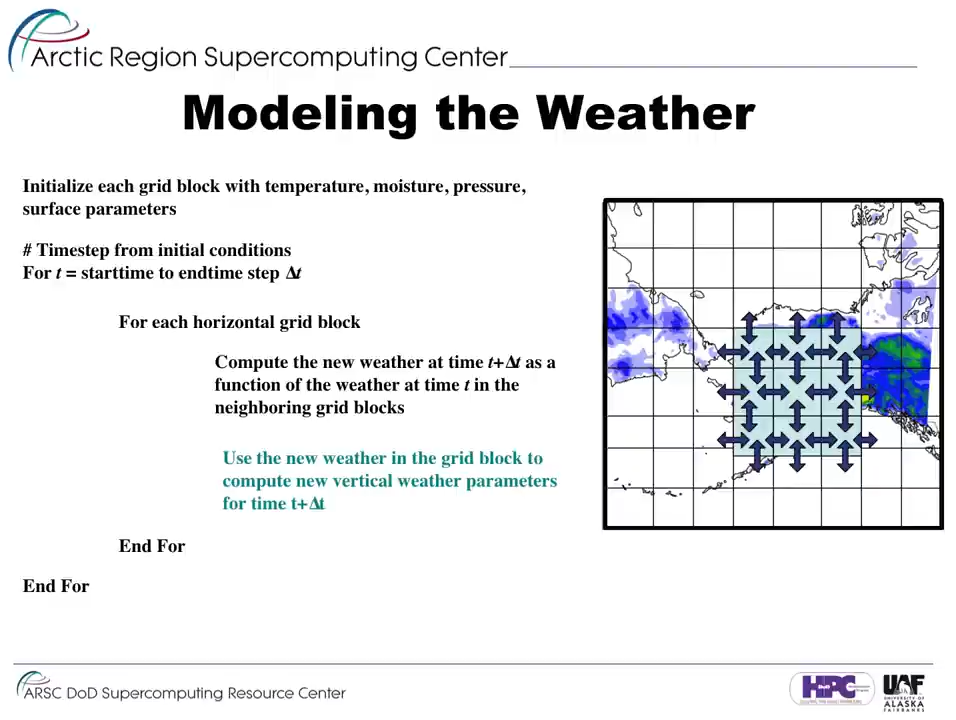 Arctic Region Supercomputing Center
Modeling the Weather
Initialize each grid block with temperature, moisture, pressure,
surface parameters
# Timestep from initial conditions
For t = starttime to endtime step Δt
For each horizontal grid block
Compute the new weather at time t+Δt as a
function of the weather at time t in the
neighboring grid blocks
Use the new weather in the grid block to
compute new vertical weather parameters
for time t+Δt
End For
End For
ARSC DoD Supercomputing Resource Center
HPC
UAF
UNIVERSITY OF
ALASKA
FAIRBANKS